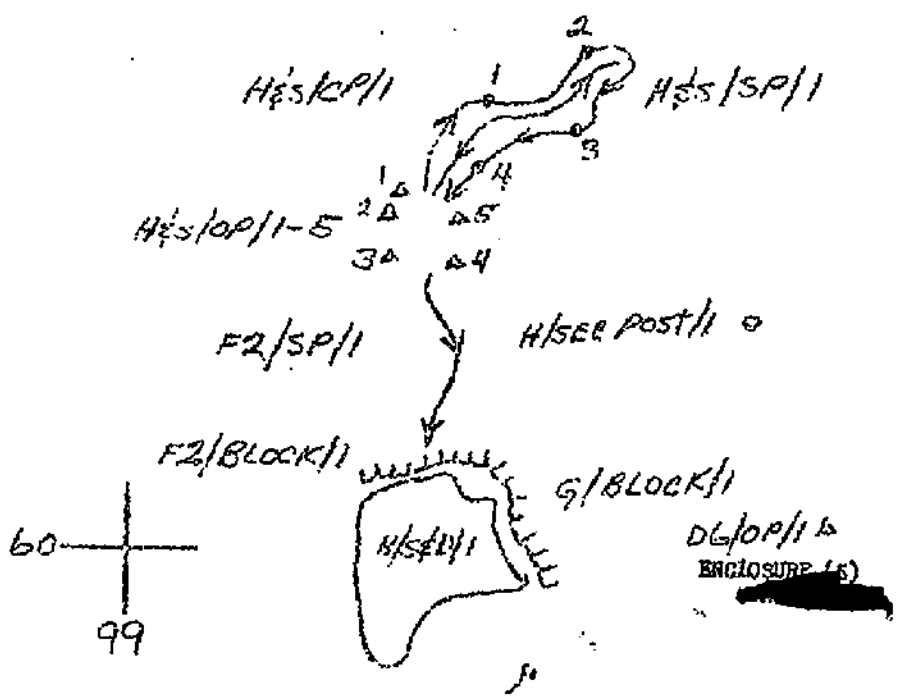 2
H&S/CP/1
1
H&S/SP/1
3
4
1
2
H&S/OP/1-5
5
3
4
F2/SP/1
H/SEC POST/1
F2/BLOCK/1
G/BLOCK/1
H/S&D/1
60
99
DG/OP/1
ENCLOSURE (5)